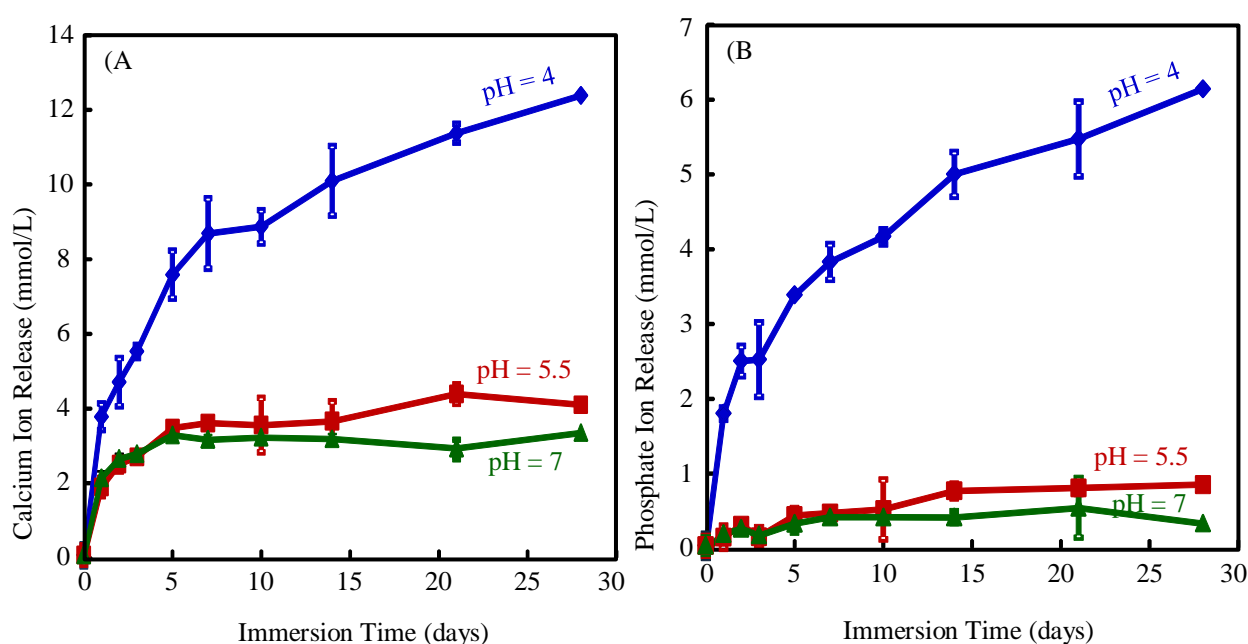 (A
14
12
10
8
6
4
2
0
0
5
10
15
20
25
30
Calcium Ion Release (mmol/L)
Immersion Time (days)
pH = 4
pH = 5.5
pH = 7
(B
7
6
5
4
3
2
1
0
0
5
10
15
20
25
30
Phosphate Ion Release (mmol/L)
Immersion Time (days)
pH = 4
pH = 5.5
pH = 7